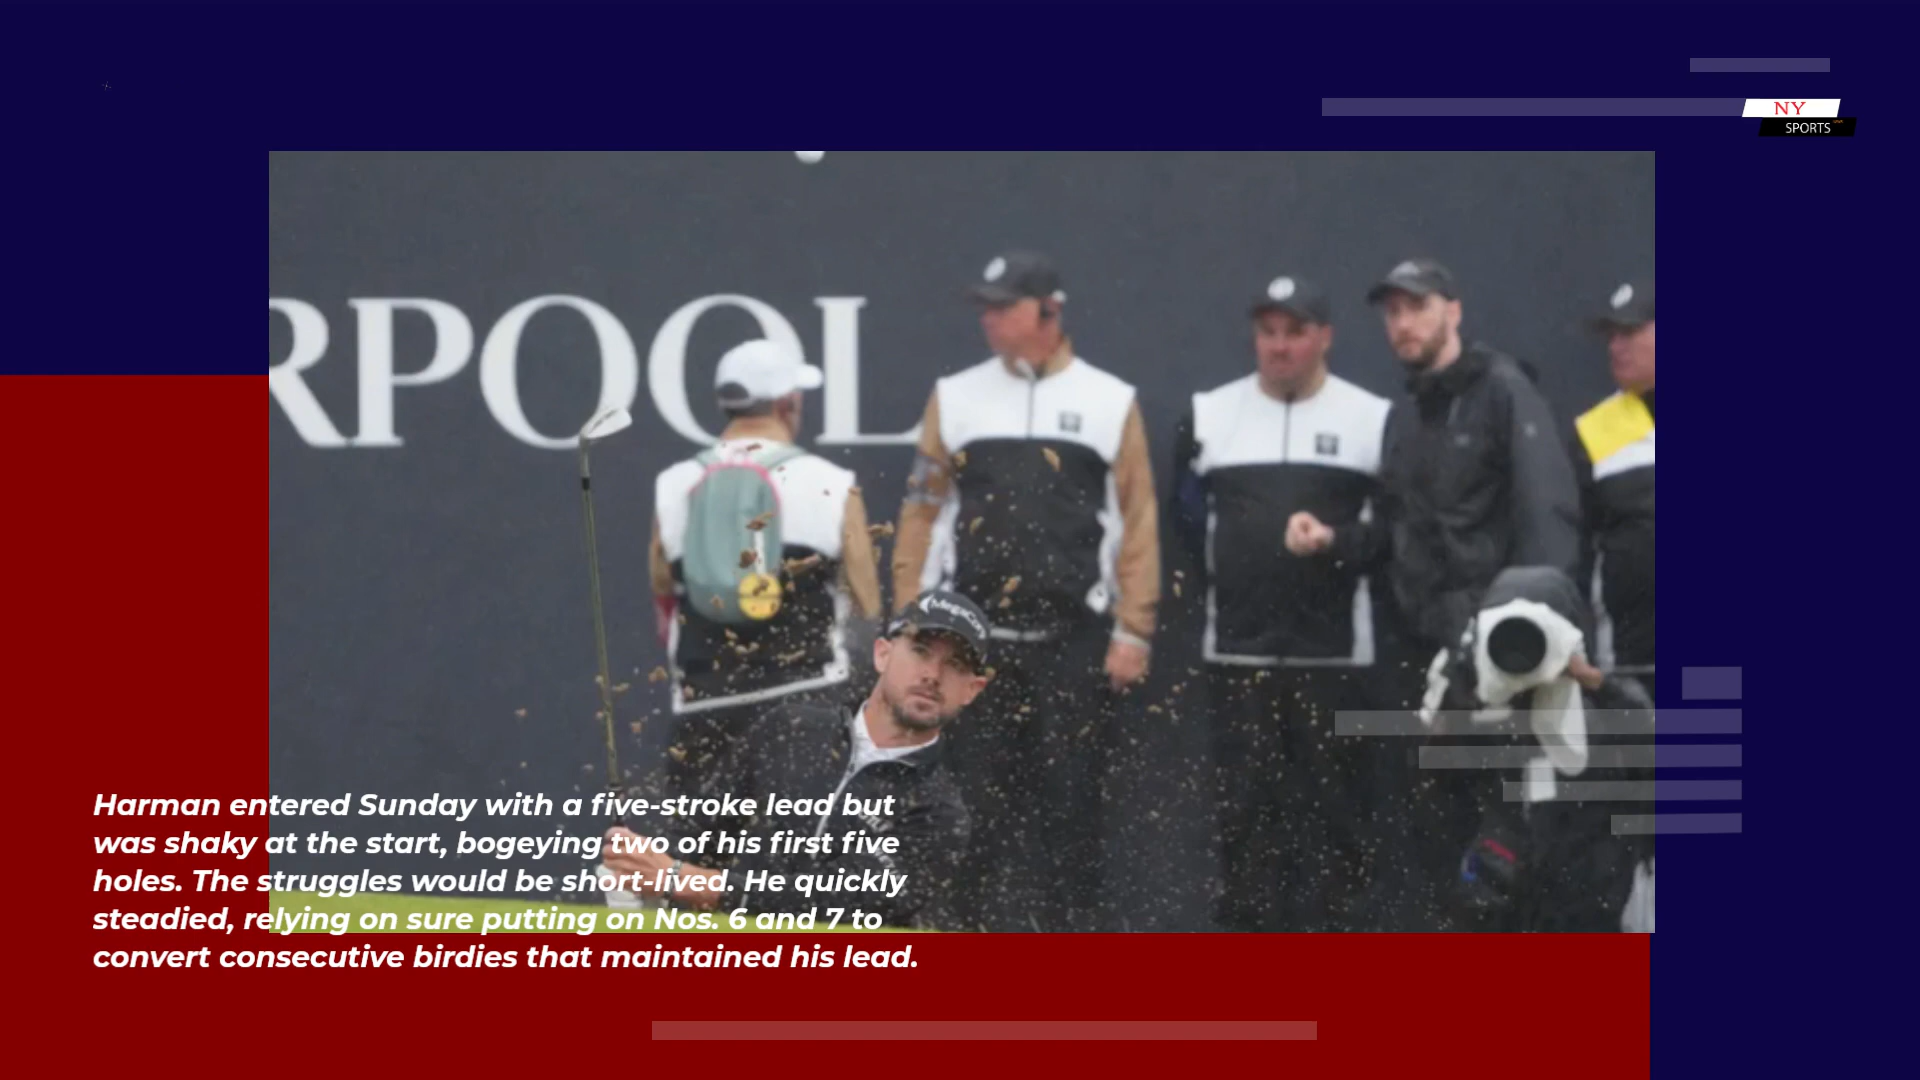 NY
SPORTS
RPOOL
MegaCorp
Harman entered Sunday with a five-stroke lead but
was shaky at the start, bogeying two of his first five
holes. The struggles would be short-lived. He quickly
steadied, relying on sure putting on Nos. 6 and 7 to
convert consecutive birdies that maintained his lead.